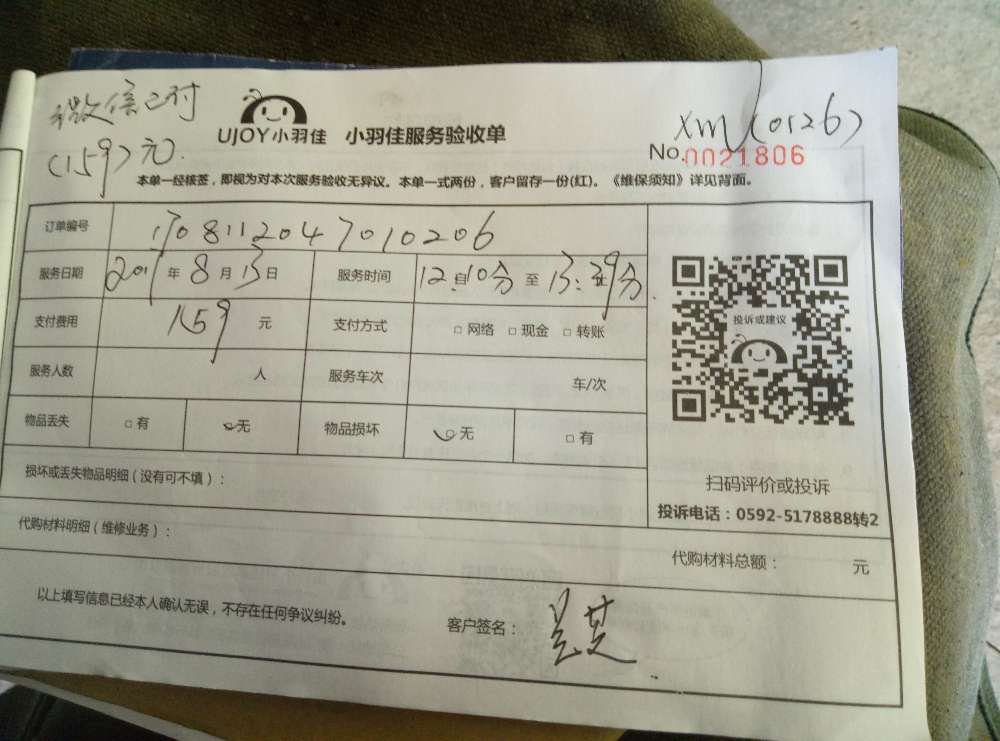 微信已付
(159)元.
UJOY小羽佳 小羽佳服务验收单
xm(0126)
No.0021806
本单一经核签，即视为对本次服务验收无异议。本单一式两份，客户留存一份(红)。《维保须知》详见背面。
订单编号 1708112047010206
服务日期 2017年8月13日 服务时间 12:10分至13:39分
支付费用 159 元 支付方式 □网络 □现金 □转账
投诉或建议
服务人数 人 服务车次 车/次
物品丢失 □有 □无 物品损坏 □无 □有
损坏或丢失物品明细(没有可不填)：
扫码评价或投诉
投诉电话：0592-5178888转2
代购材料明细(维修业务)：
代购材料总额： 元
以上填写信息已经本人确认无误，不存在任何争议纠纷。
客户签名：